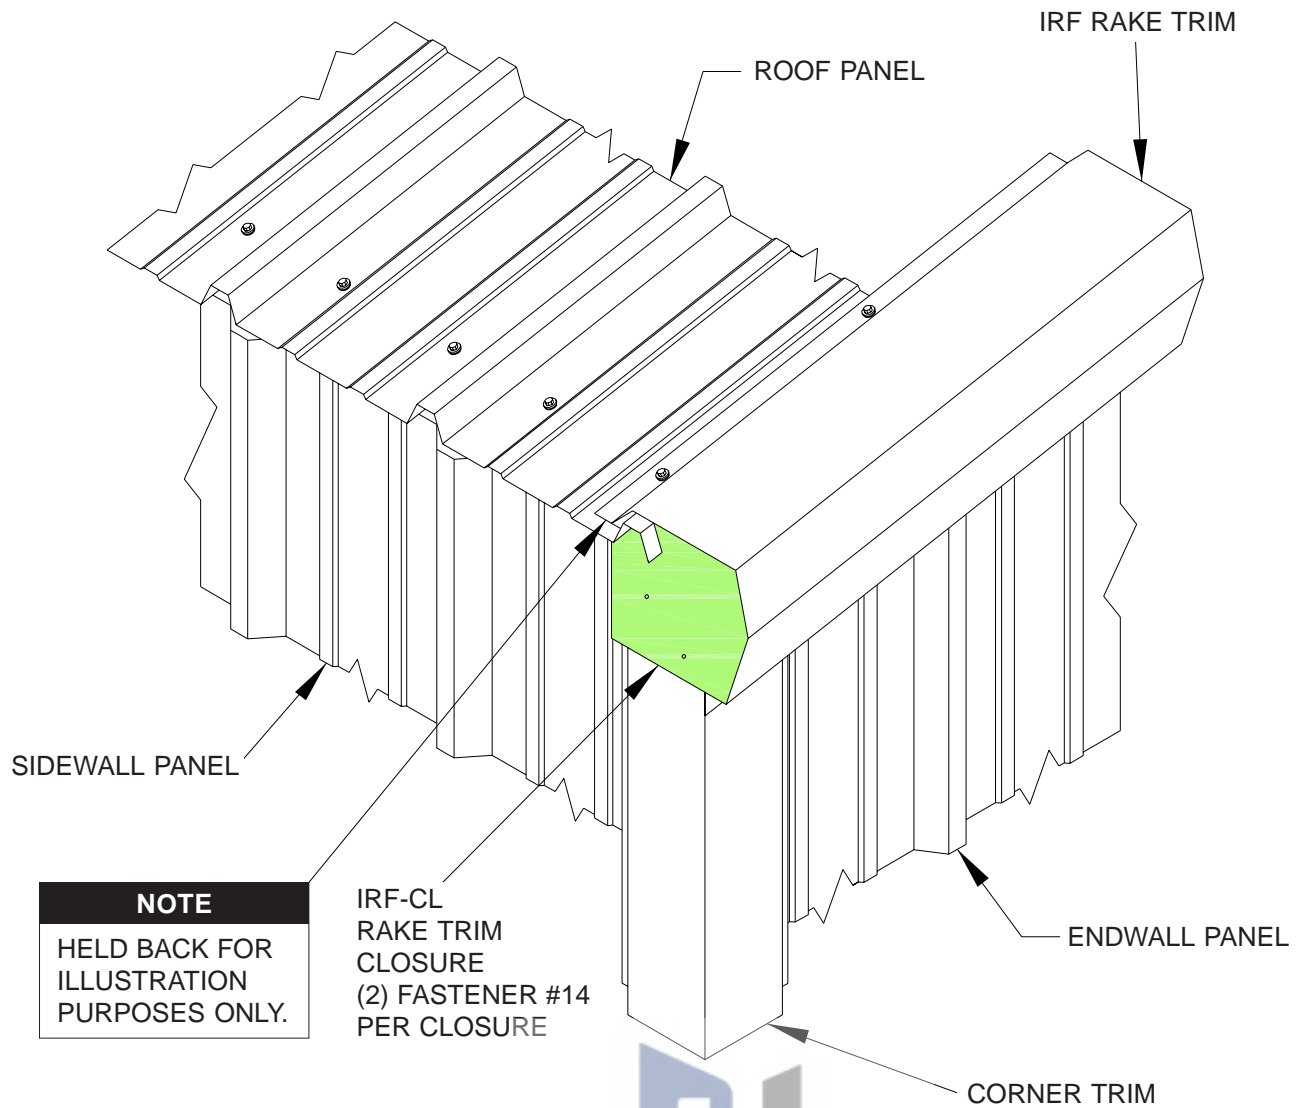 IRF RAKE TRIM
ROOF PANEL
SIDEWALL PANEL
NOTE
HELD BACK FOR
ILLUSTRATION
PURPOSES ONLY.
IRF-CL
RAKE TRIM
CLOSURE
(2) FASTENER #14
PER CLOSURE
ENDWALL PANEL
CORNER TRIM